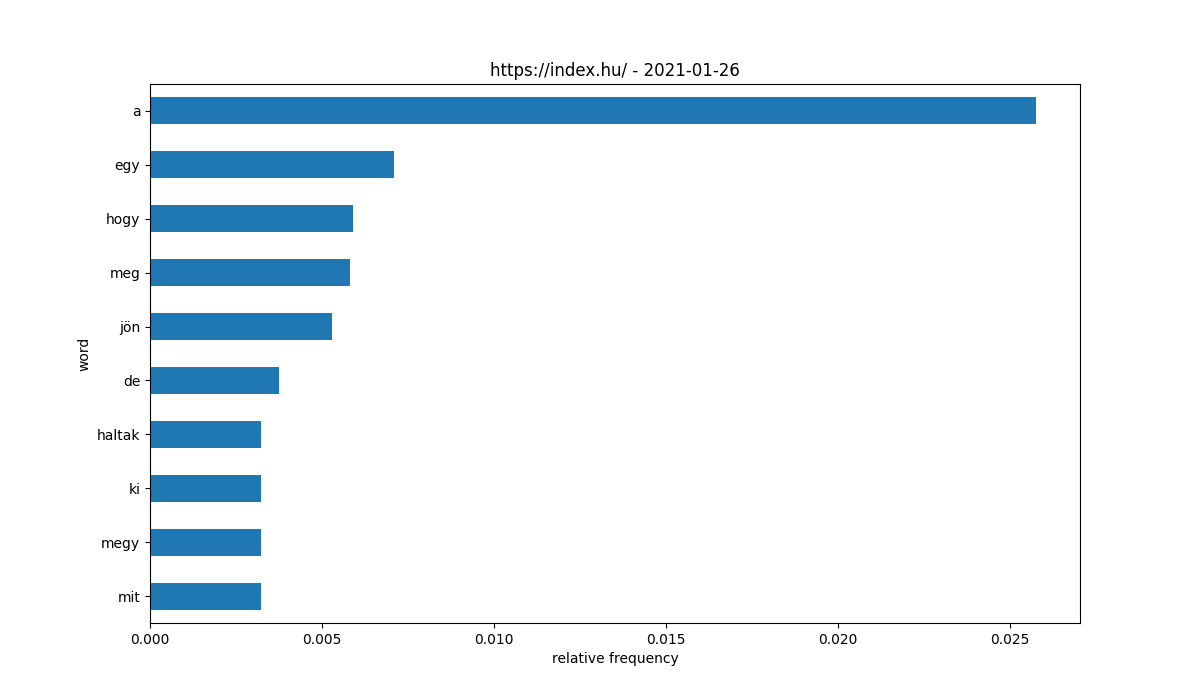 https://index.hu/ - 2021-01-26
a
egy
hogy
meg
jön
de
haltak
ki
megy
mit
word
0.000 0.005 0.010 0.015 0.020 0.025
relative frequency